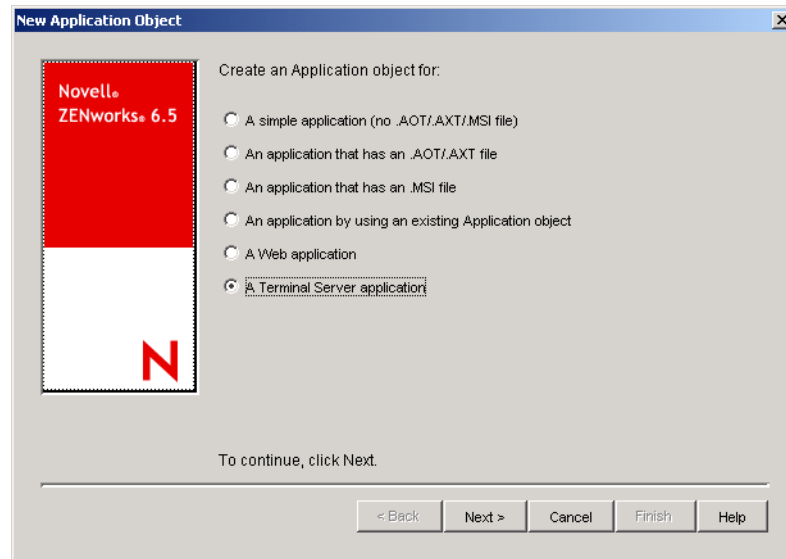 New Application Object
Novell®
ZENworks® 6.5
Create an Application object for:
A simple application (no .AOT/.AXT/.MSI file)
An application that has an .AOT/.AXT file
An application that has an .MSI file
An application by using an existing Application object
A Web application
A Terminal Server application
N
To continue, click Next.
< Back Next > Cancel Finish Help